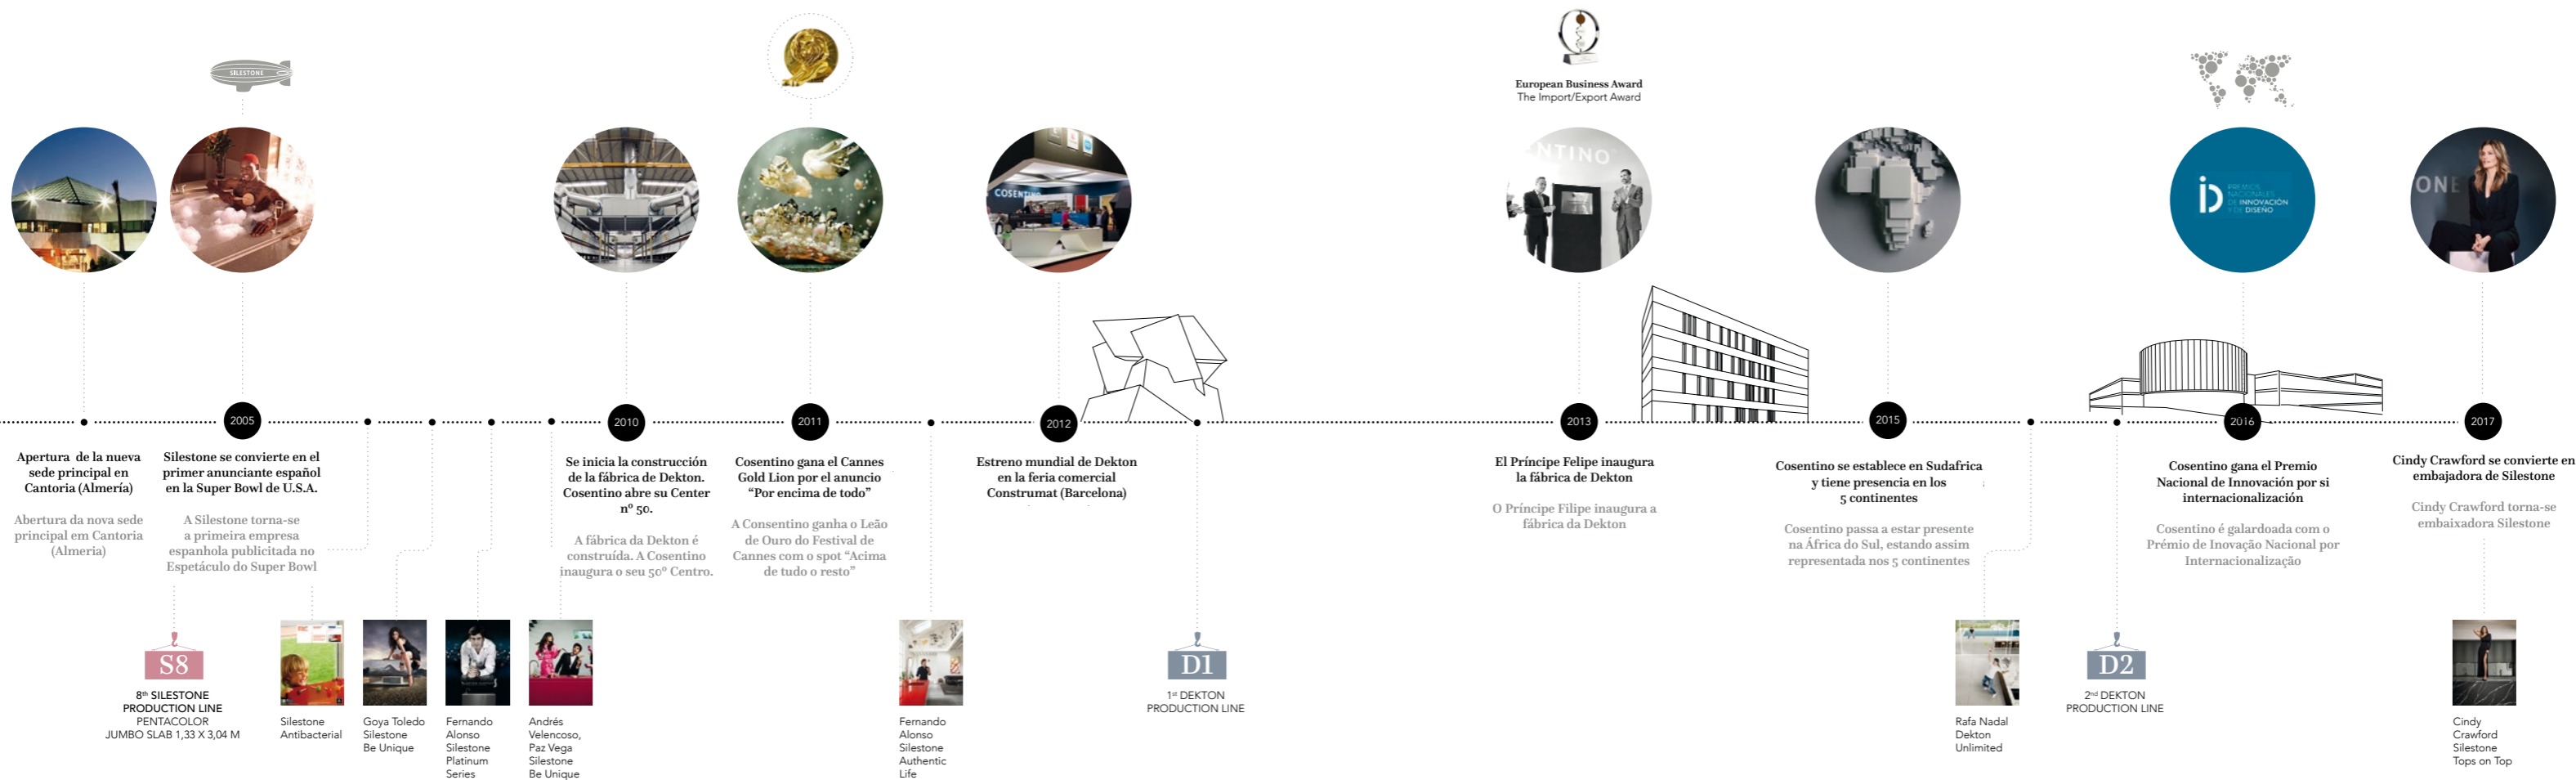 SILESTONE
European Business Award
The Import/Export Award
COSENTINO
NTINO
PREMIOS
NACIONALES
DE INNOVACIÓN
Y DE DISEÑO
ONE
2005
2010
2011
2012
2013
2015
2016
2017
Apertura de la nueva
sede principal en
Cantoria (Almería)
Abertura da nova sede
principal em Cantoria
(Almeria)
Silestone se convierte en el
primer anunciante español
en la Super Bowl de U.S.A.
A Silestone torna-se
a primeira empresa
espanhola publicitada no
Espetáculo do Super Bowl
Se inicia la construcción
de la fábrica de Dekton.
Cosentino abre su Center
nº 50.
A fábrica da Dekton é
construída. A Cosentino
inaugura o seu 50º Centro.
Cosentino gana el Cannes
Gold Lion por el anuncio
“Por encima de todo”
A Consentino ganha o Leão
de Ouro do Festival de
Cannes com o spot “Acima
de tudo o resto”
Estreno mundial de Dekton
en la feria comercial
Construmat (Barcelona)
El Príncipe Felipe inaugura
la fábrica de Dekton
O Príncipe Filipe inaugura a
fábrica da Dekton
Cosentino se establece en Sudafrica
y tiene presencia en los
5 continentes
Cosentino passa a estar presente
na África do Sul, estando assim
representada nos 5 continentes
Cosentino gana el Premio
Nacional de Innovación por si
internacionalización
Cosentino é galardoada com o
Prémio de Inovação Nacional por
Internacionalização
Cindy Crawford se convierte en
embajadora de Silestone
Cindy Crawford torna-se
embaixadora Silestone
S8
8th SILESTONE
PRODUCTION LINE
PENTACOLOR
JUMBO SLAB 1,33 X 3,04 M
Silestone
Antibacterial
Goya Toledo
Silestone
Be Unique
Fernando
Alonso
Silestone
Platinum
Series
Andrés
Velencoso,
Paz Vega
Silestone
Be Unique
Fernando
Alonso
Silestone
Authentic
Life
D1
1st DEKTON
PRODUCTION LINE
Rafa Nadal
Dekton
Unlimited
D2
2nd DEKTON
PRODUCTION LINE
Cindy
Crawford
Silestone
Tops on Top